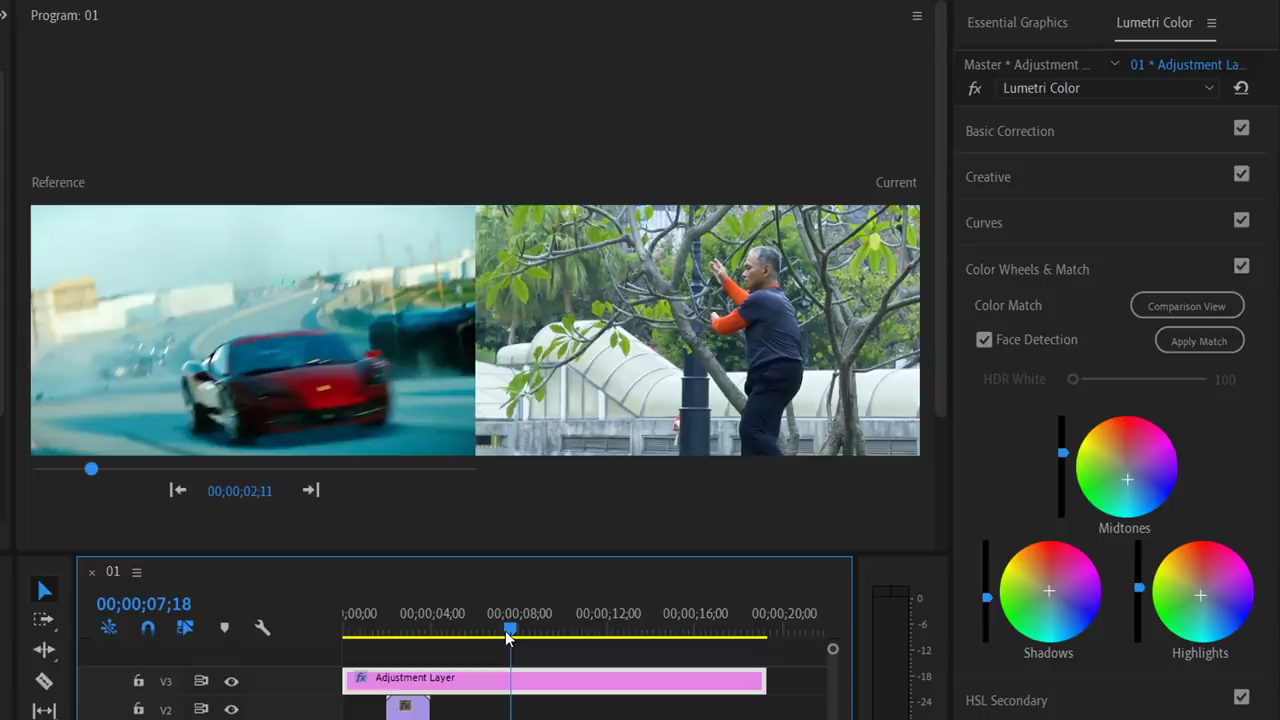 Program: 01
Essential Graphics
Lumetri Color
Master * Adjustment ...
01 * Adjustment La...
fx
Lumetri Color
Basic Correction
Creative
Curves
Color Wheels & Match
Color Match
Comparison View
Face Detection
Apply Match
HDR White
100
Midtones
Shadows
Highlights
HSL Secondary
Reference
Current
00;00;02;11
01
00;00;07;18
;00;00
00;00;04;00
00;00;08;00
00;00;12;00
00;00;16;00
00;00;20;00
V3
fx
Adjustment Layer
V2
0
-6
-12
-18
-24